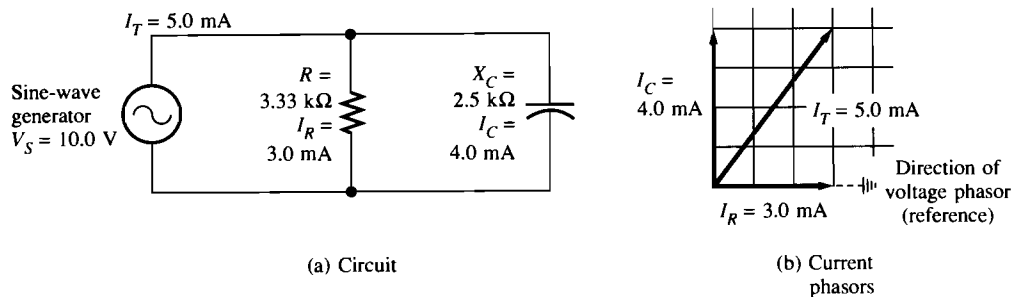 I_T = 5.0 mA
Sine-wave
generator
V_S = 10.0 V
R =
3.33 kΩ
I_R =
3.0 mA
X_C =
2.5 kΩ
I_C =
4.0 mA
(a) Circuit
I_C =
4.0 mA
I_T = 5.0 mA
I_R = 3.0 mA
Direction of
voltage phasor
(reference)
(b) Current
phasors